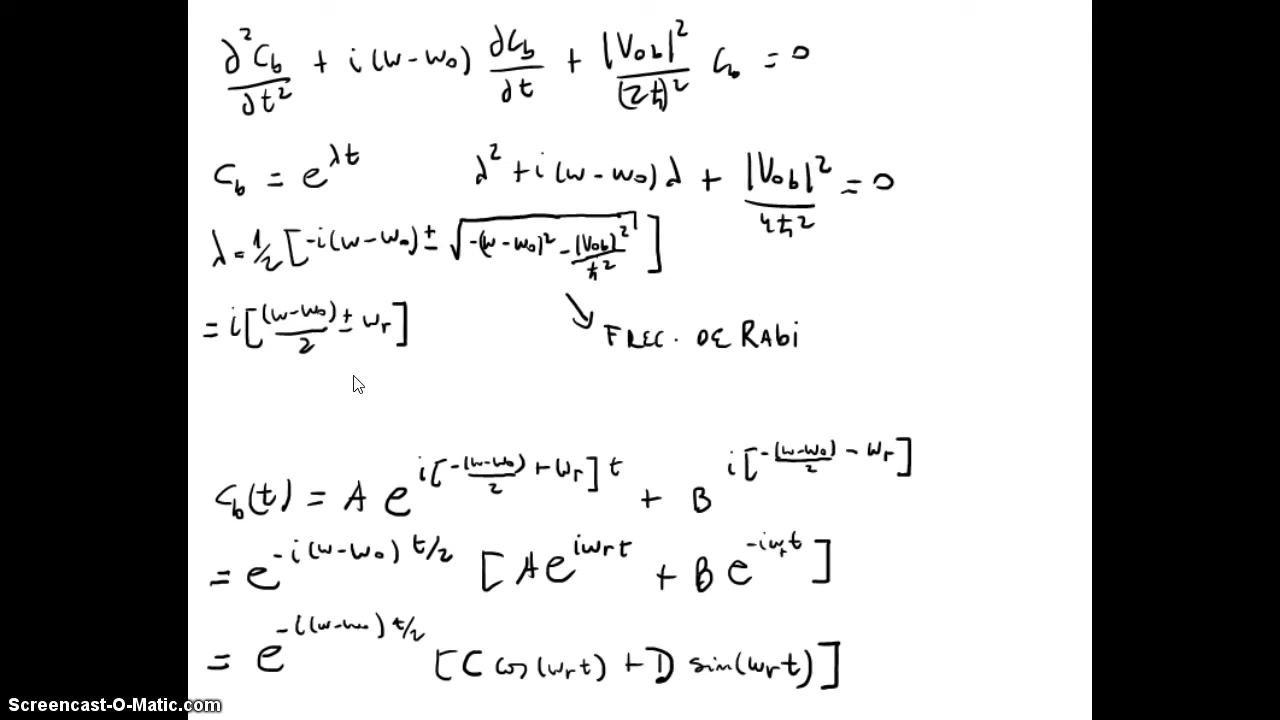 ∂²C_b/∂t² + i(w-w₀) ∂C_b/∂t + |V₀b|²/(2ħ)² C_b = 0
C_b = e^{λt}    λ² + i(w-w₀)λ + |V₀b|²/4ħ² = 0
λ = 1/2 [-i(w-w₀) ± √(-(w-w₀)² - |V₀b|²/ħ²)]
= i[(w-w₀)/2 ± w_r]    ↘ FREC. DE RAbi
C_b(t) = A e^{i[-(w-w₀)/2 + w_r]t} + B^{i[-(w-w₀)/2 - w_r]}
= e^{-i(w-w₀)t/2} [A e^{iw_r t} + B e^{-iw_r t}]
= e^{-((w-w₀)t/2} [C cos(w_r t) + D sin(w_r t)]
Screencast-O-Matic.com